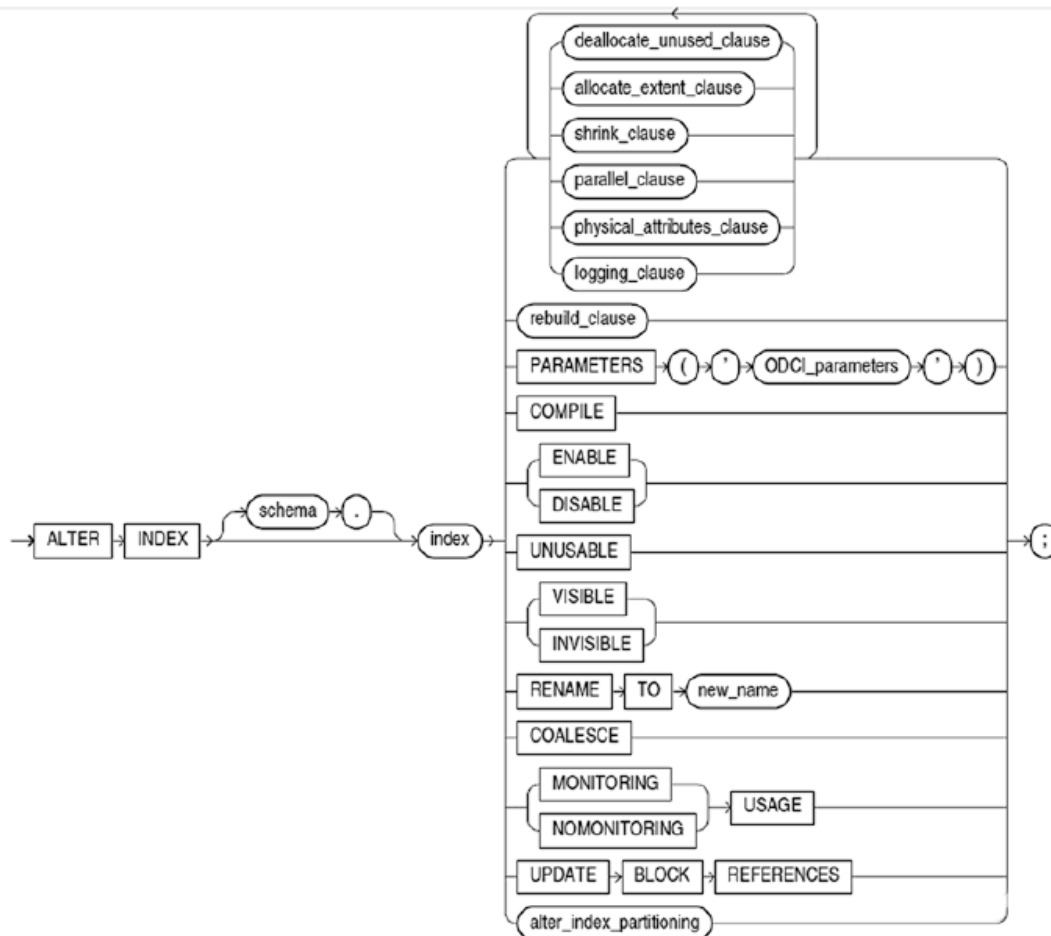 deallocate_unused_clause
allocate_extent_clause
shrink_clause
parallel_clause
physical_attributes_clause
logging_clause
rebuild_clause
PARAMETERS ( ' ODCI_parameters ' )
COMPILE
ENABLE
DISABLE
schema .
ALTER INDEX index
UNUSABLE
;
VISIBLE
INVISIBLE
RENAME TO new_name
COALESCE
MONITORING
NOMONITORING
USAGE
UPDATE BLOCK REFERENCES
alter_index_partitioning